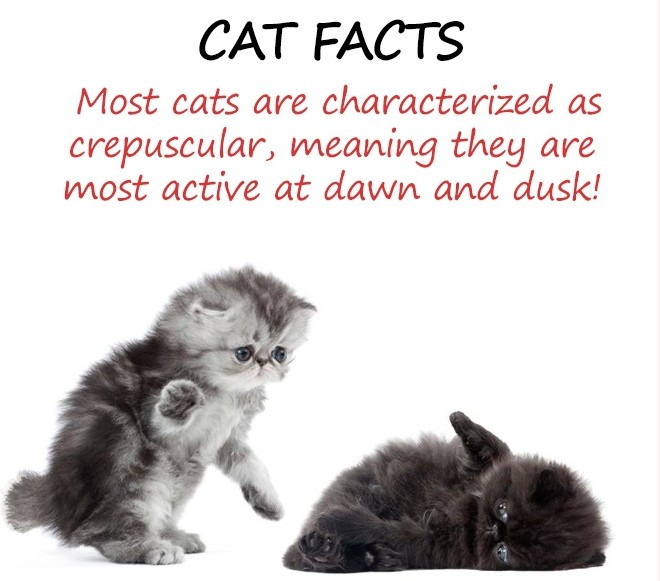 CAT FACTS
Most cats are characterized as
crepuscular, meaning they are
most active at dawn and dusk!